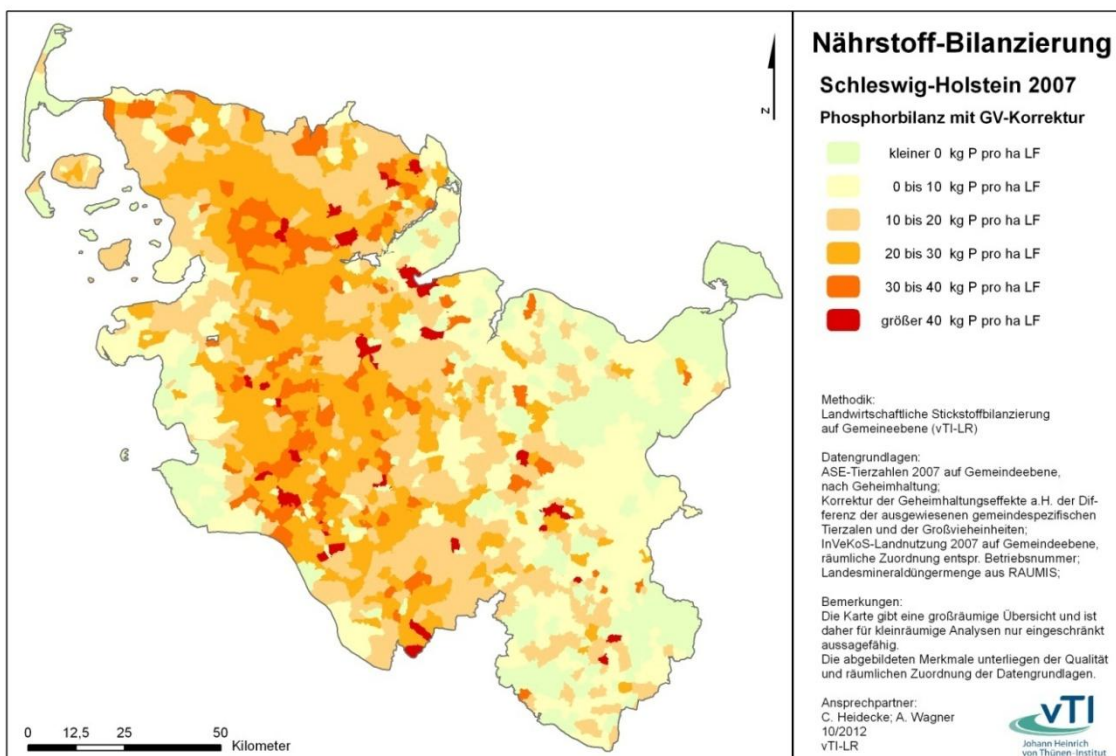 Nährstoff-Bilanzierung
Schleswig-Holstein 2007
Phosphorbilanz mit GV-Korrektur
kleiner 0 kg P pro ha LF
0 bis 10 kg P pro ha LF
10 bis 20 kg P pro ha LF
20 bis 30 kg P pro ha LF
30 bis 40 kg P pro ha LF
größer 40 kg P pro ha LF
Methodik:
Landwirtschaftliche Stickstoffbilanzierung
auf Gemeineebene (vTI-LR)
Datengrundlagen:
ASE-Tierzahlen 2007 auf Gemeindeebene,
nach Geheimhaltung;
Korrektur der Geheimhaltungseffekte a.H. der Dif-
ferenz der ausgewiesenen gemeindespezifischen
Tierzalen und der Großvieheinheiten;
InVeKoS-Landnutzung 2007 auf Gemeindeebene,
räumliche Zuordnung entspr. Betriebsnummer;
Landesmineraldüngermenge aus RAUMIS;
Bemerkungen:
Die Karte gibt eine großräumige Übersicht und ist
daher für kleinräumige Analysen nur eingeschränkt
aussagefähig.
Die abgebildeten Merkmale unterliegen der Qualität
und räumlichen Zuordnung der Datengrundlagen.
Ansprechpartner:
C. Heidecke; A. Wagner
10/2012
vTI-LR
vTI
Johann Heinrich
von Thünen-Institut
N
0 12,5 25 50
Kilometer